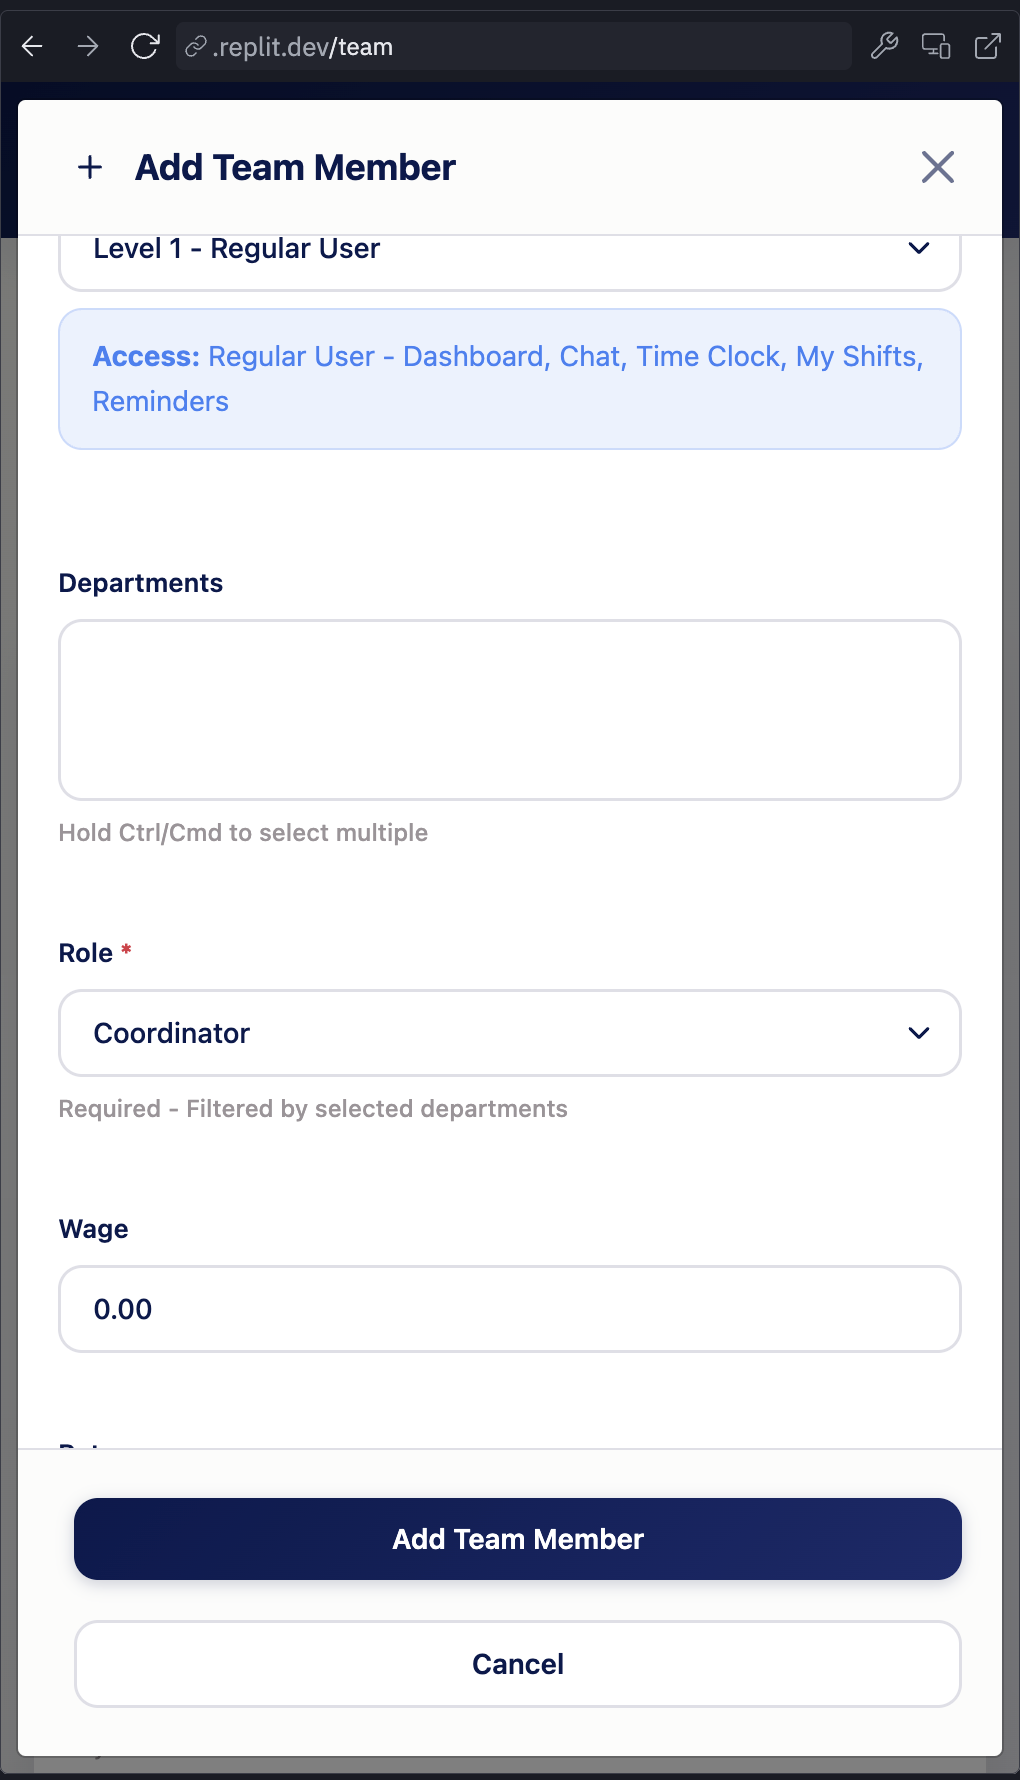 .replit.dev/team
+ Add Team Member
Level 1 - Regular User
Access: Regular User - Dashboard, Chat, Time Clock, My Shifts,
Reminders
Departments
Hold Ctrl/Cmd to select multiple
Role *
Coordinator
Required - Filtered by selected departments
Wage
0.00
Add Team Member
Cancel